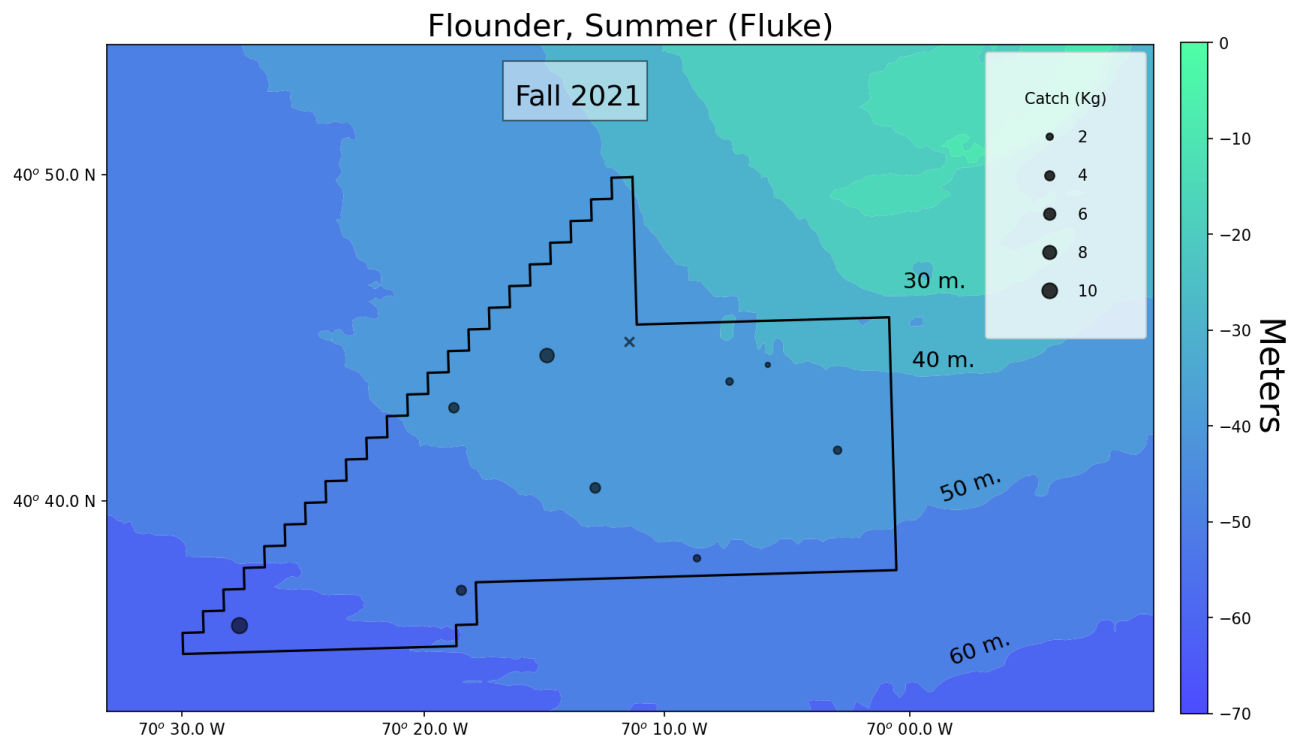 Flounder, Summer (Fluke)
Fall 2021
Catch (Kg)
2
4
6
8
10
30 m.
40 m.
50 m.
60 m.
40° 50.0 N
40° 40.0 N
70° 30.0 W
70° 20.0 W
70° 10.0 W
70° 00.0 W
0
−10
−20
−30
−40
−50
−60
−70
Meters